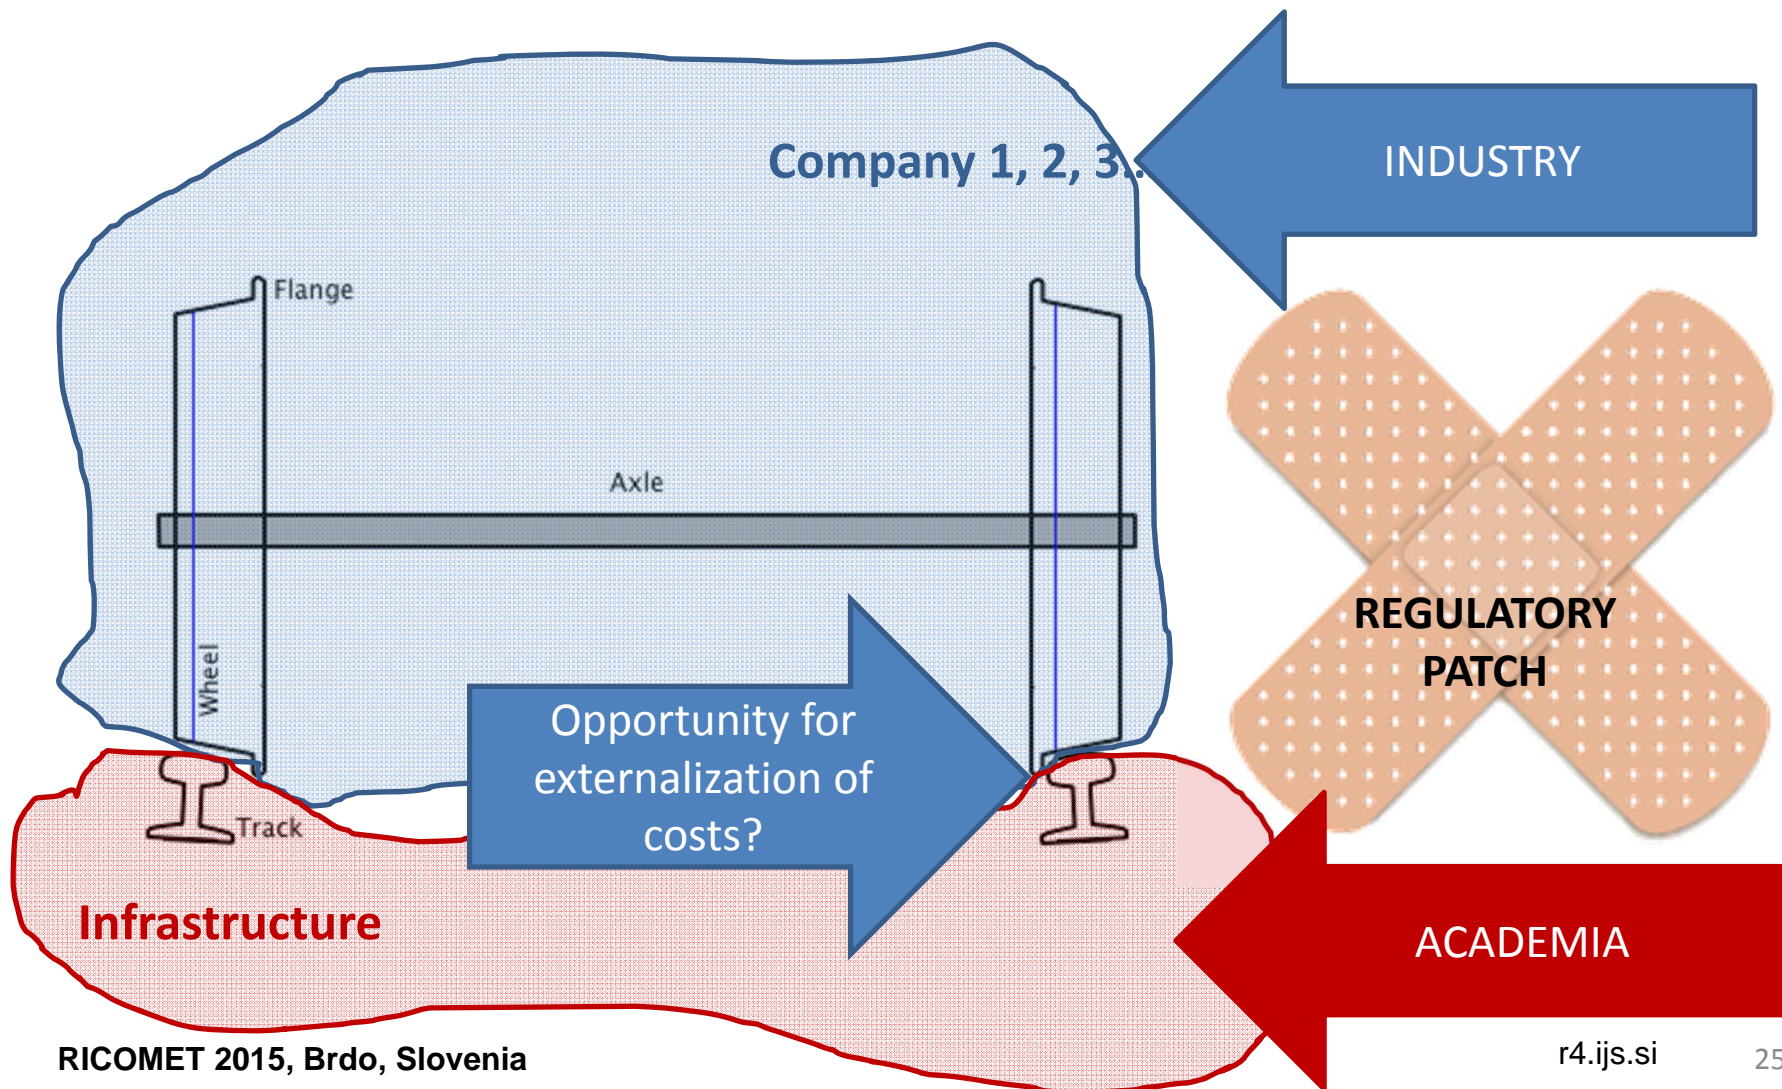 Company 1, 2, 3..
INDUSTRY
Flange
Axle
Wheel
REGULATORY
PATCH
Opportunity for
externalization of
costs?
Track
Infrastructure
ACADEMIA
RICOMET 2015, Brdo, Slovenia
r4.ijs.si
25